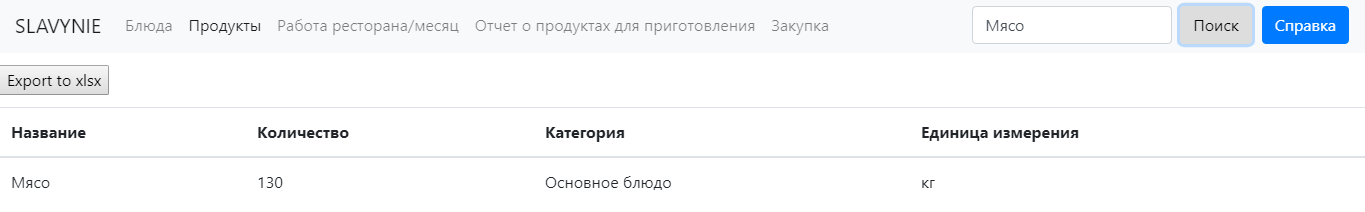 SLAVYNIE Блюда Продукты Работа ресторана/месяц Отчет о продуктах для приготовления Закупка Мясо Поиск Справка
Export to xlsx
Название Количество Категория Единица измерения
Мясо 130 Основное блюдо кг